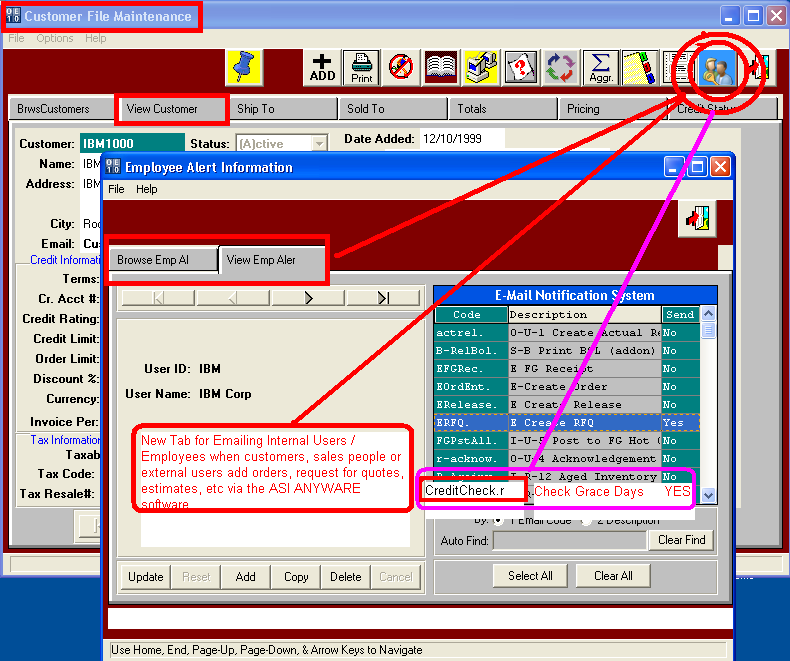 Customer File Maintenance
File Options Help
ADD
Print
Aggr.
BrwsCustomers View Customer Ship To Sold To Totals Pricing Credit Status
Customer: IBM1000 Status: (A)ctive Date Added: 12/10/1999
Name: IBM
Address: IBM
City:
Email:
Terms:
Cr. Acct #:
Credit Rating:
Credit Limit:
Order Limit:
Discount %:
Currency:
Invoice Per:
Tax Code:
Tax Resale#:
Employee Alert Information
File Help
Browse Emp Al View Emp Aler
User ID: IBM
User Name: IBM Corp
New Tab for Emailing Internal Users /
Employees when customers, sales people or
external users add orders, request for quotes,
estimates, etc via the ASI ANYWARE
software
E-Mail Notification System
Code Description Send
actrel. O-U-1 Create Actual Re No
B-RelBol. S-B Print BOL (addon) No
EFGRec. E FG Receipt No
EOrdEnt. E-Create Order No
ERelease. E Create Release No
ERFQ. E Create RFQ Yes
FGPstAll. I-U-5 Post to FG Hot ( No
r-acknow. O-U-4 Acknowledgement No
R-12 Aged Inventory No
CreditCheck.r Check Grace Days YES
By: 1 Email Code 2 Description
Auto Find: Clear Find
Update Reset Add Copy Delete Cancel
Select All Clear All
Use Home, End, Page-Up, Page-Down, & Arrow Keys to Navigate